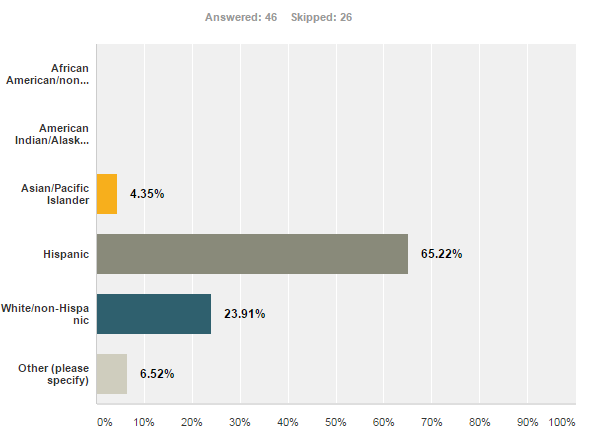 Answered: 46 Skipped: 26
African
American/non...
American
Indian/Alask...
Asian/Pacific
Islander
4.35%
Hispanic
65.22%
White/non-Hispa
nic
23.91%
Other (please
specify)
6.52%
0% 10% 20% 30% 40% 50% 60% 70% 80% 90% 100%